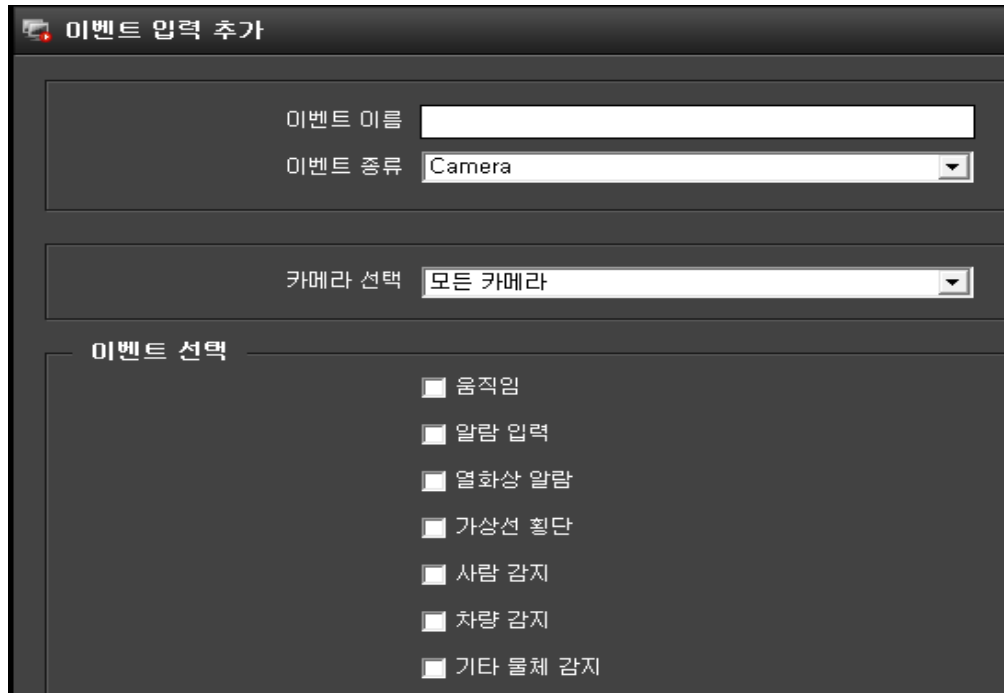 이벤트 입력 추가
이벤트 이름
이벤트 종류 Camera
카메라 선택 모든 카메라
이벤트 선택
움직임
알람 입력
열화상 알람
가상선 횡단
사람 감지
차량 감지
기타 물체 감지